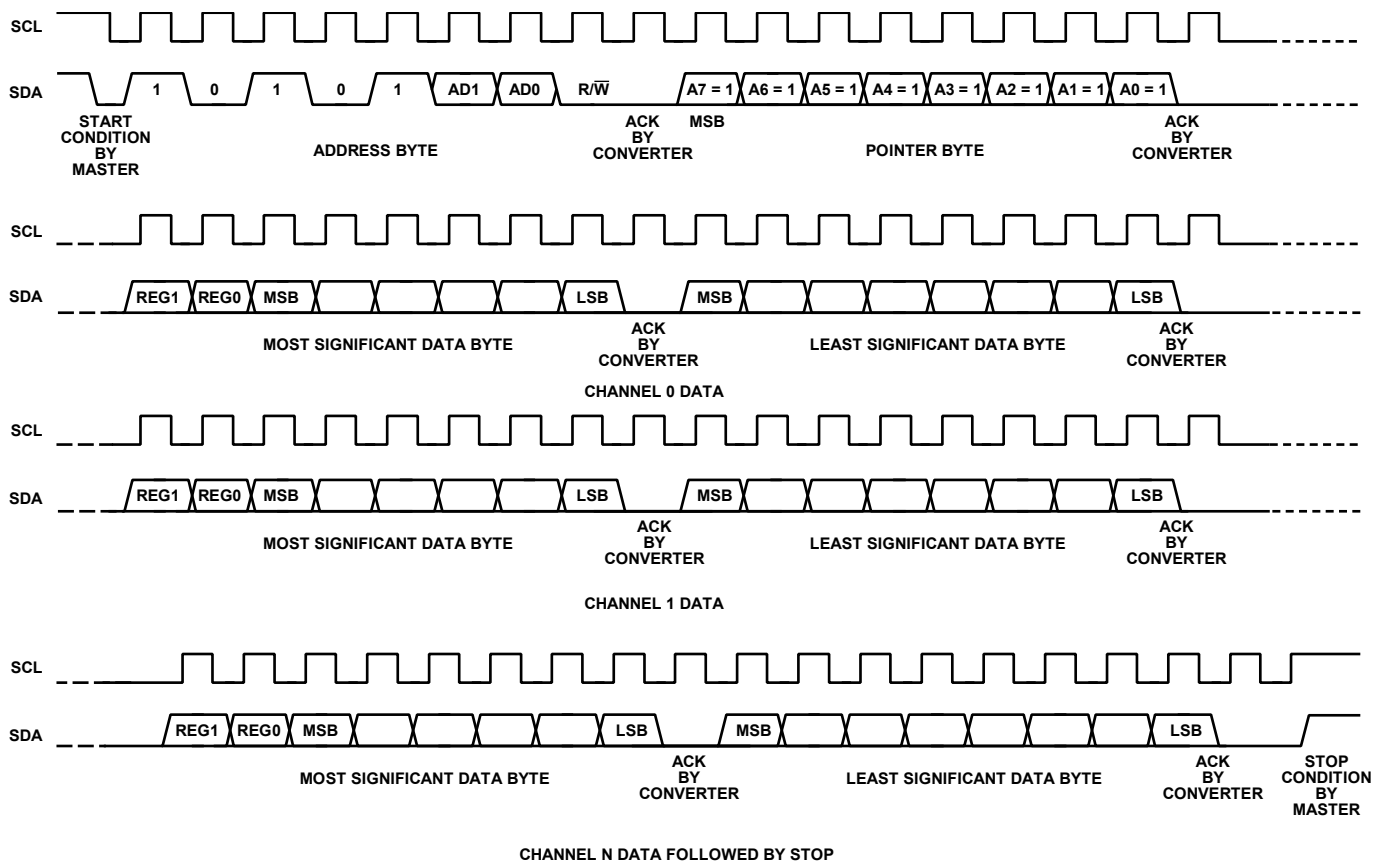 SCL
SDA 1 0 1 0 1 AD1 AD0 R/W̅ A7 = 1 A6 = 1 A5 = 1 A4 = 1 A3 = 1 A2 = 1 A1 = 1 A0 = 1
START CONDITION BY MASTER
ADDRESS BYTE
ACK BY CONVERTER
MSB
POINTER BYTE
ACK BY CONVERTER
SCL
SDA REG1 REG0 MSB LSB MSB LSB
MOST SIGNIFICANT DATA BYTE
ACK BY CONVERTER
LEAST SIGNIFICANT DATA BYTE
ACK BY CONVERTER
CHANNEL 0 DATA
SCL
SDA REG1 REG0 MSB LSB MSB LSB
MOST SIGNIFICANT DATA BYTE
ACK BY CONVERTER
LEAST SIGNIFICANT DATA BYTE
ACK BY CONVERTER
CHANNEL 1 DATA
SCL
SDA REG1 REG0 MSB LSB MSB LSB
MOST SIGNIFICANT DATA BYTE
ACK BY CONVERTER
LEAST SIGNIFICANT DATA BYTE
ACK BY CONVERTER
STOP CONDITION BY MASTER
CHANNEL N DATA FOLLOWED BY STOP